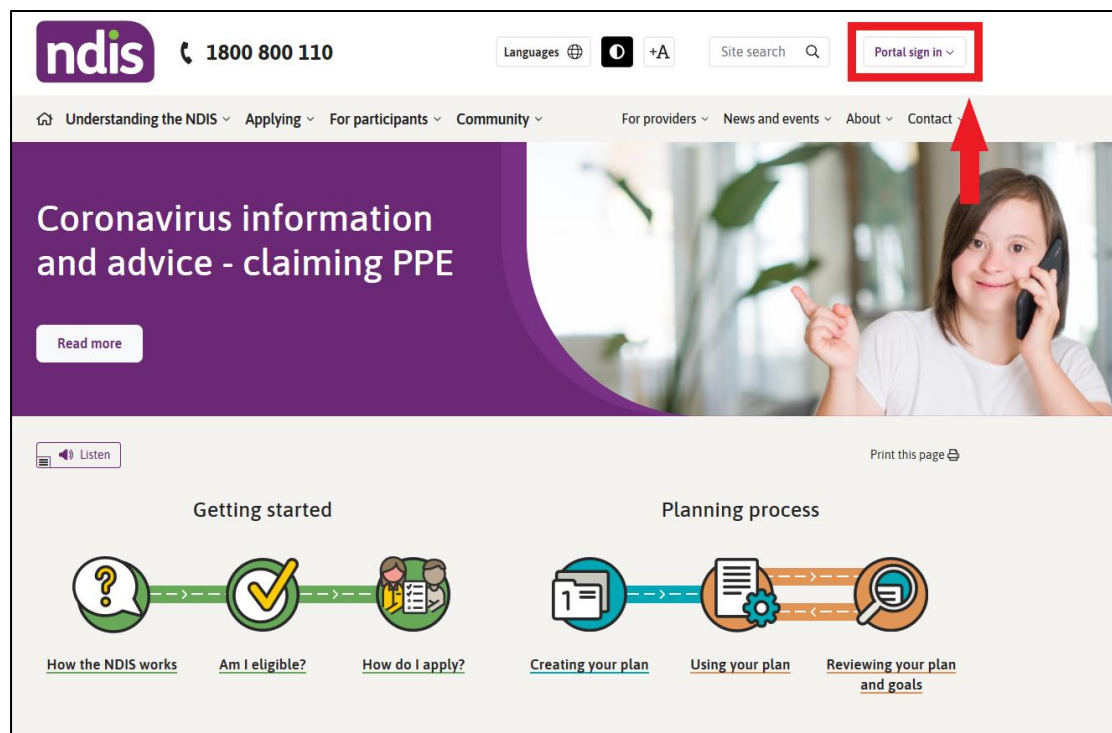 ndis
1800 800 110
Languages
+A
Site search
Portal sign in
Understanding the NDIS
Applying
For participants
Community
For providers
News and events
About
Contact
Coronavirus information
and advice - claiming PPE
Read more
Listen
Print this page
Getting started
Planning process
?
1
How the NDIS works
Am I eligible?
How do I apply?
Creating your plan
Using your plan
Reviewing your plan
and goals